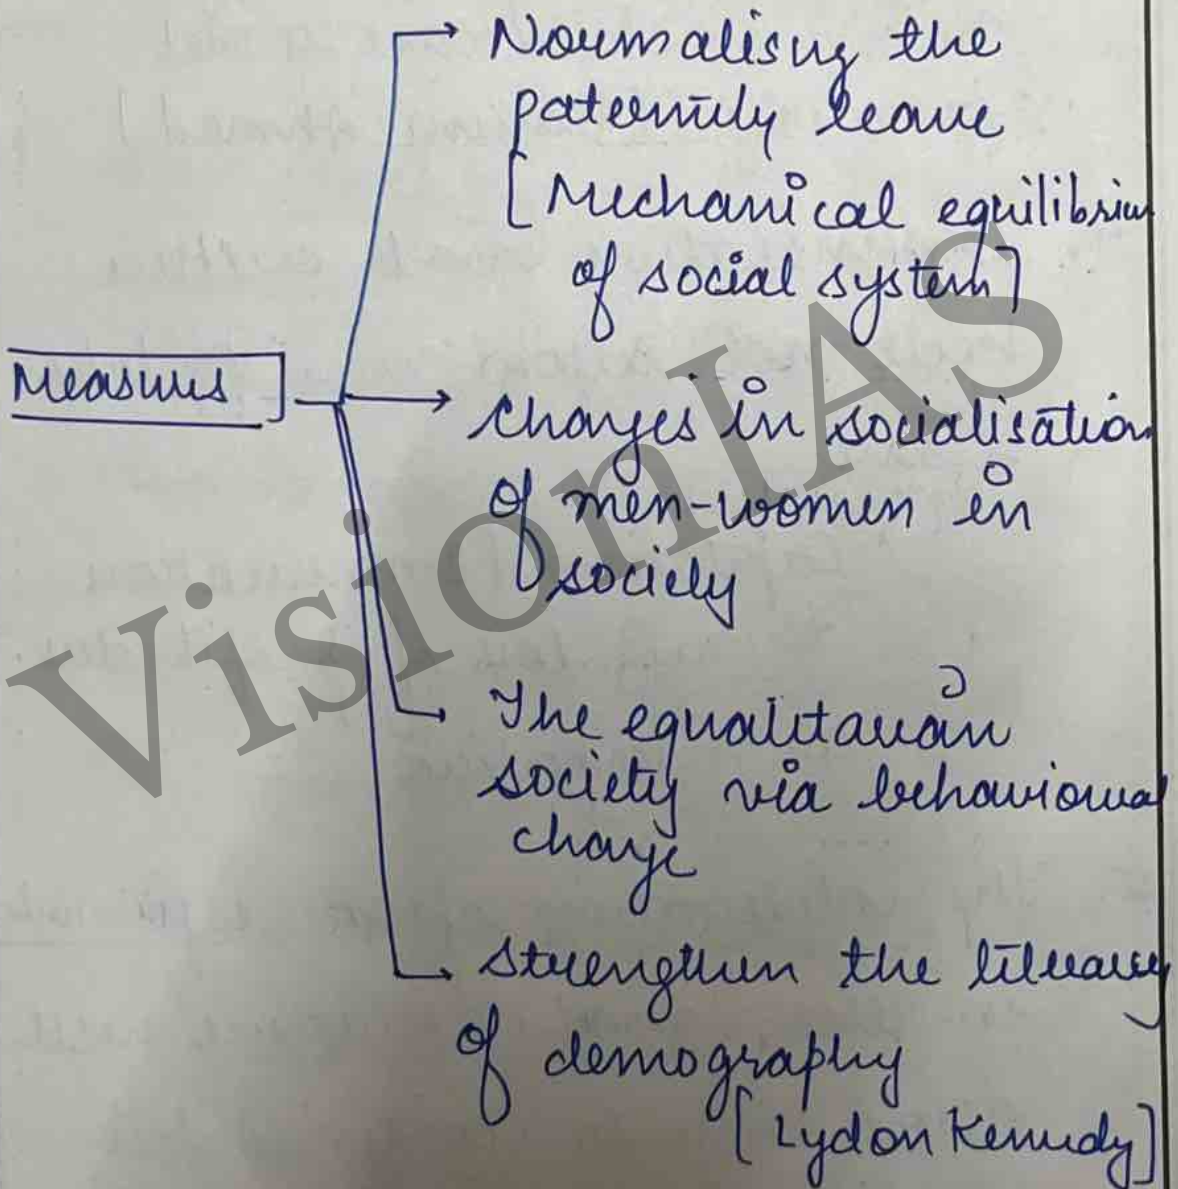 Normalising the
paternity leave
[Mechanical equilibrium
of social system]
Measures
changes in socialisation
of men-women in
society
The equalitarian
society via behavioural
change
strengthen the literacy
of demography
[Lydon Kennedy]
VisionIAS